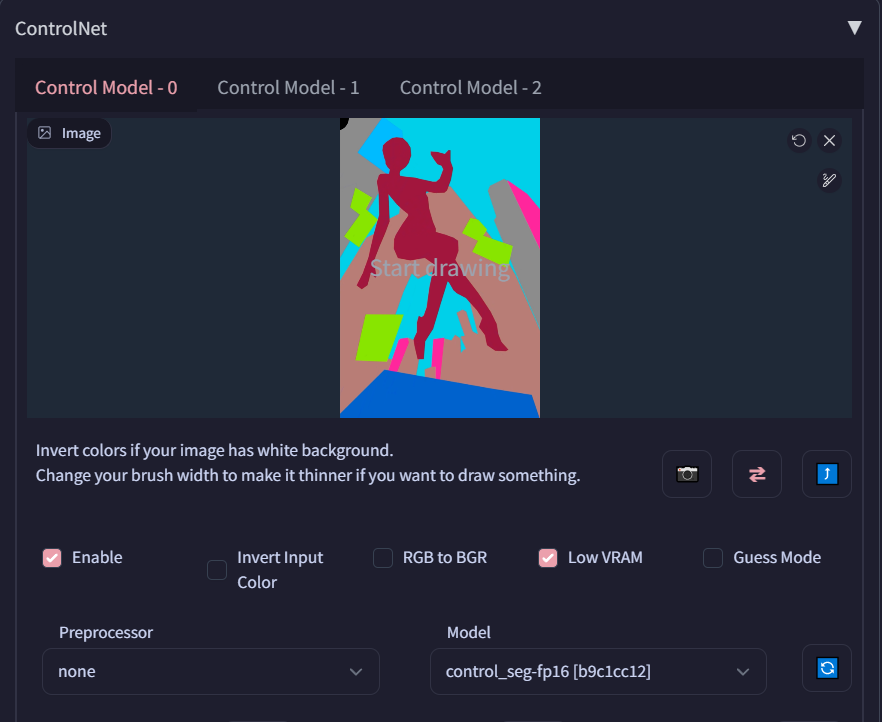 ControlNet
Control Model - 0
Control Model - 1
Control Model - 2
Image
Start drawing
Invert colors if your image has white background.
Change your brush width to make it thinner if you want to draw something.
Enable
Invert Input
Color
RGB to BGR
Low VRAM
Guess Mode
Preprocessor
Model
none
control_seg-fp16 [b9c1cc12]